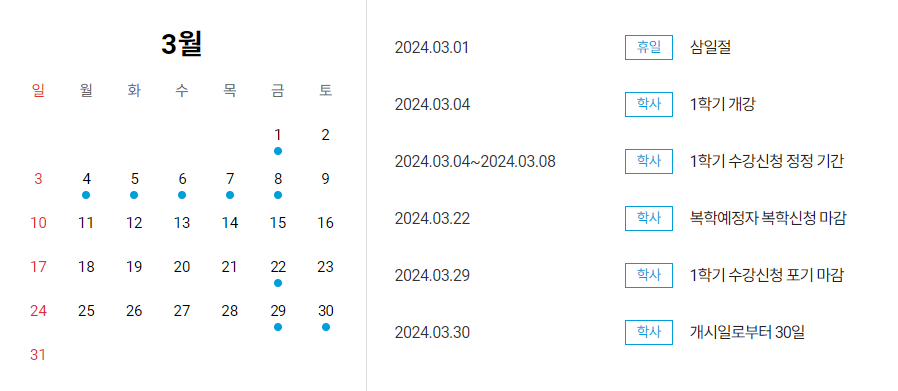 3월
일 월 화 수 목 금 토
1 2
3 4 5 6 7 8 9
10 11 12 13 14 15 16
17 18 19 20 21 22 23
24 25 26 27 28 29 30
31
2024.03.01 휴일 삼일절
2024.03.04 학사 1학기 개강
2024.03.04~2024.03.08 학사 1학기 수강신청 정정 기간
2024.03.22 학사 복학예정자 복학신청 마감
2024.03.29 학사 1학기 수강신청 포기 마감
2024.03.30 학사 개시일로부터 30일